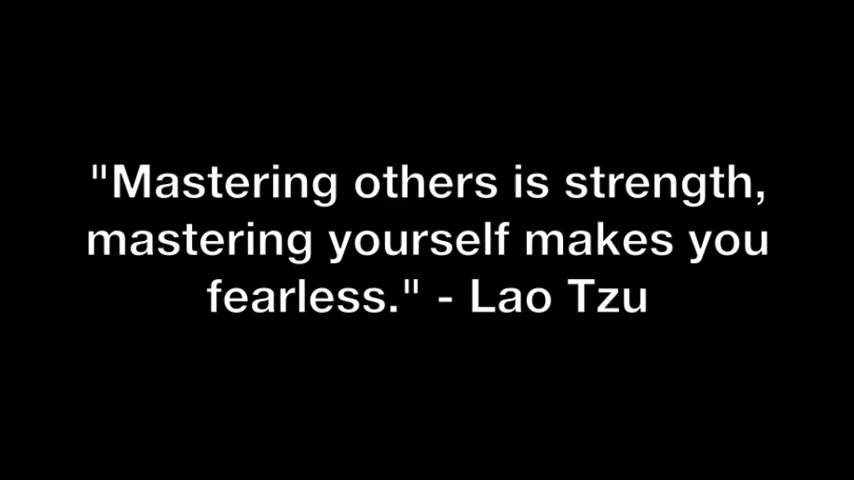 "Mastering others is strength,
mastering yourself makes you
fearless." - Lao Tzu